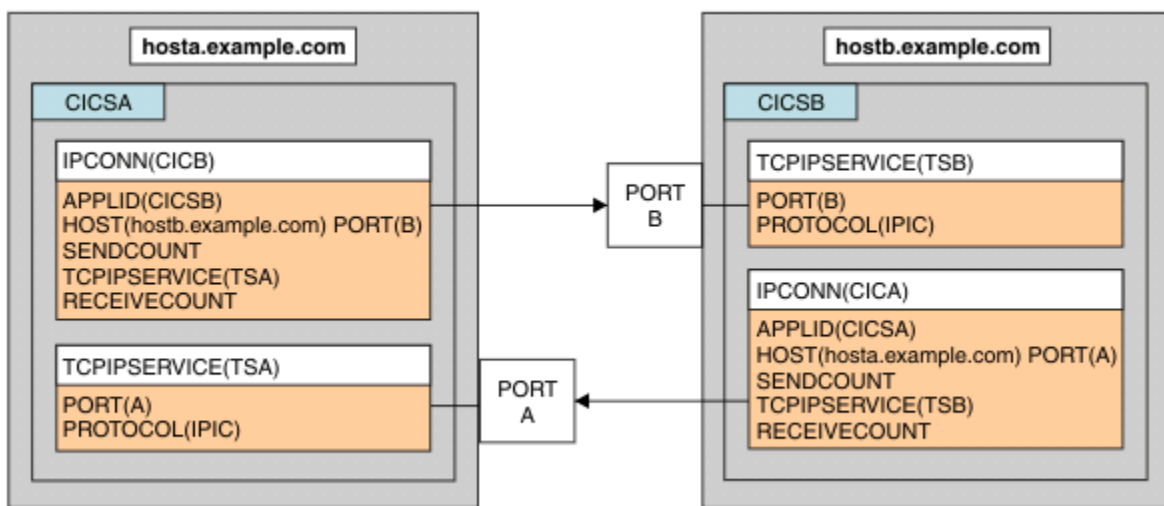 hosta.example.com
CICSA
IPCONN(CICB)
APPLID(CICSB)
HOST(hostb.example.com) PORT(B)
SENDCOUNT
TCPIPSERVICE(TSA)
RECEIVECOUNT
TCPIPSERVICE(TSA)
PORT(A)
PROTOCOL(IPIC)
PORT
B
PORT
A
hostb.example.com
CICSB
TCPIPSERVICE(TSB)
PORT(B)
PROTOCOL(IPIC)
IPCONN(CICA)
APPLID(CICSA)
HOST(hosta.example.com) PORT(A)
SENDCOUNT
TCPIPSERVICE(TSB)
RECEIVECOUNT